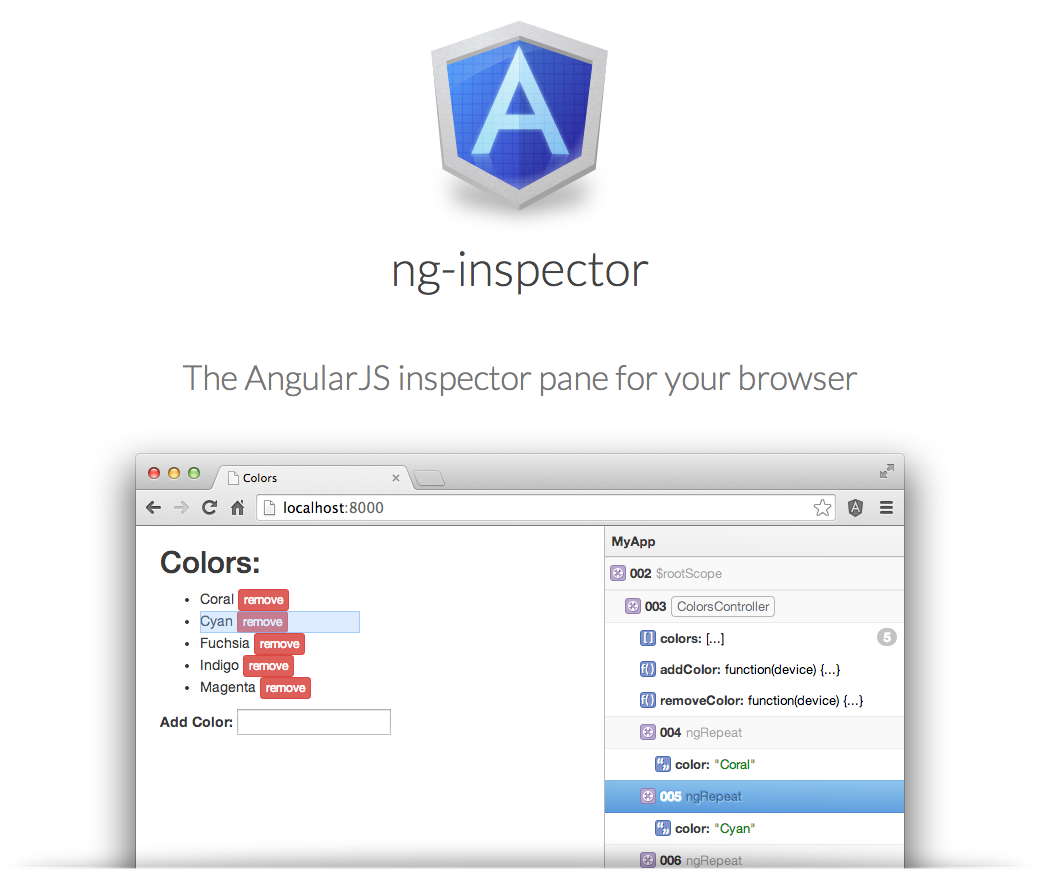 A
ng-inspector
The AngularJS inspector pane for your browser
Colors
localhost:8000
A
Colors:
Coral remove
Cyan remove
Fuchsia remove
Indigo remove
Magenta remove
Add Color:
MyApp
002 $rootScope
003 ColorsController
[ ] colors: [...] 5
f() addColor: function(device) {...}
f() removeColor: function(device) {...}
004 ngRepeat
color: "Coral"
005 ngRepeat
color: "Cyan"
006 ngRepeat